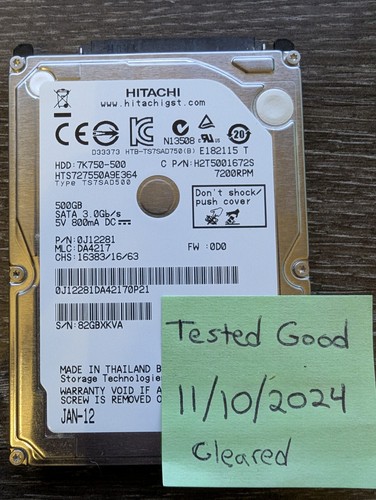 HITACHI
www.hitachigst.com
N13508
20
D33373 HTB-TS7SAD750(B) E182115 T
HDD: 7K750-500 C P/N: H2T5001672S
HTS727550A9E364 7200RPM
Type TS7SAD500
Don't shock/
push cover
500GB
SATA 3.0Gb/s
5V 800mA DC
P/N: 0J12281
MLC: DA4217 FW :0D0
CHS: 16383/16/63
0J12281DA42170P21
S/N: 82GBXKVA
MADE IN THAILAND B
Storage Technologie
WARRANTY VOID IF A
SCREW IS REMOVED O
JAN-12
Tested Good
11/10/2024
Cleared